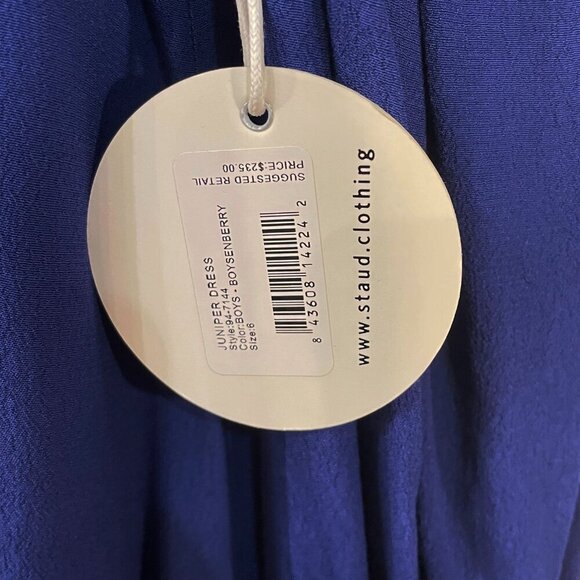 JUNIPER DRESS
Style:94-7144
Color:BOYS - BOYSENBERRY
Size:6
8 43608 14224 2
SUGGESTED RETAIL
PRICE:$235.00
www.staud.clothing